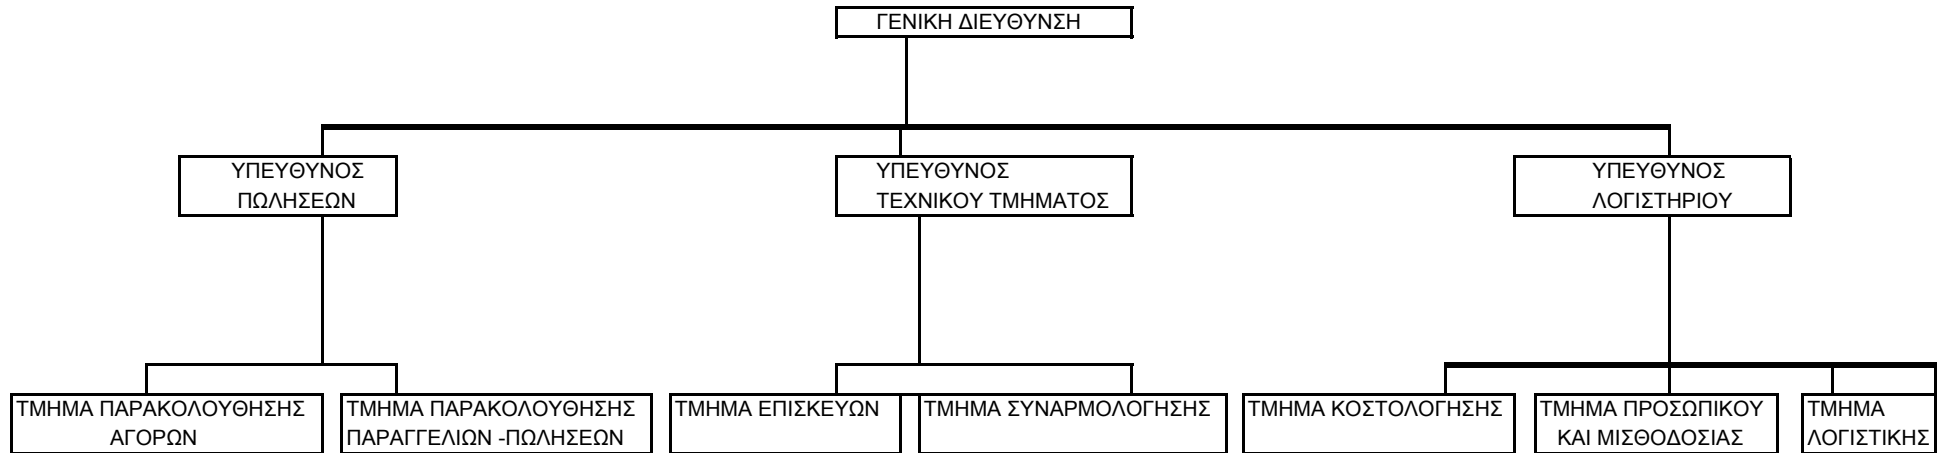 ΓΕΝΙΚΗ ΔΙΕΥΘΥΝΣΗ
ΥΠΕΥΘΥΝΟΣ
ΠΩΛΗΣΕΩΝ
ΥΠΕΥΘΥΝΟΣ
ΤΕΧΝΙΚΟΥ ΤΜΗΜΑΤΟΣ
ΥΠΕΥΘΥΝΟΣ
ΛΟΓΙΣΤΗΡΙΟΥ
ΤΜΗΜΑ ΠΑΡΑΚΟΛΟΥΘΗΣΗΣ
ΑΓΟΡΩΝ
ΤΜΗΜΑ ΠΑΡΑΚΟΛΟΥΘΗΣΗΣ
ΠΑΡΑΓΓΕΛΙΩΝ -ΠΩΛΗΣΕΩΝ
ΤΜΗΜΑ ΕΠΙΣΚΕΥΩΝ
ΤΜΗΜΑ ΣΥΝΑΡΜΟΛΟΓΗΣΗΣ
ΤΜΗΜΑ ΚΟΣΤΟΛΟΓΗΣΗΣ
ΤΜΗΜΑ ΠΡΟΣΩΠΙΚΟΥ
ΚΑΙ ΜΙΣΘΟΔΟΣΙΑΣ
ΤΜΗΜΑ
ΛΟΓΙΣΤΙΚΗΣ